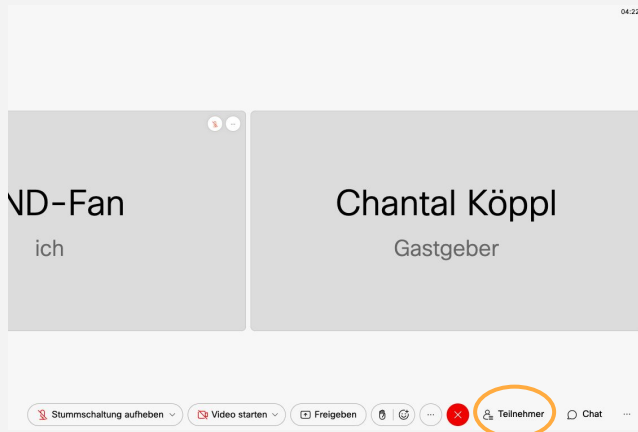 04:22
ND-Fan
ich
Chantal Köppl
Gastgeber
Stummschaltung aufheben
Video starten
Freigeben
Teilnehmer
Chat